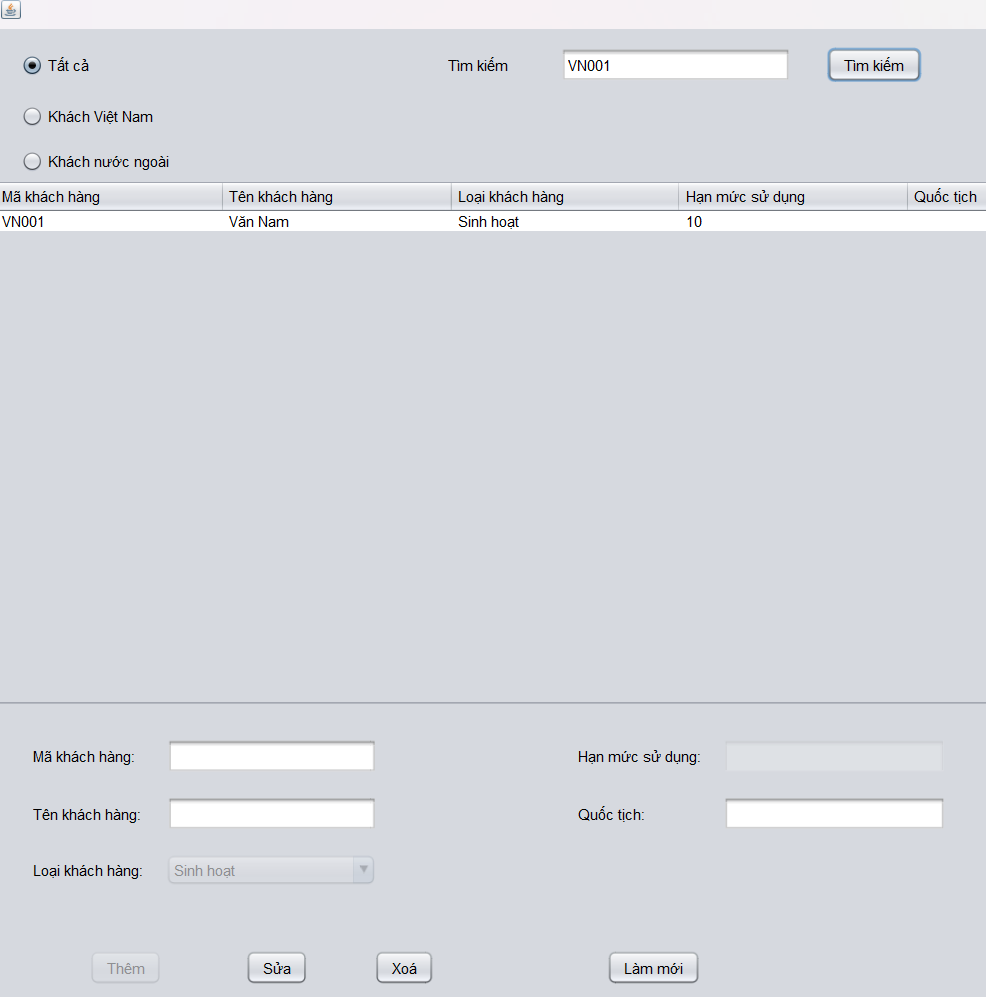 Tất cả Tìm kiếm VN001 Tìm kiếm
Khách Việt Nam
Khách nước ngoài
Mã khách hàng Tên khách hàng Loại khách hàng Hạn mức sử dụng Quốc tịch
VN001 Văn Nam Sinh hoạt 10
Mã khách hàng: Hạn mức sử dụng:
Tên khách hàng: Quốc tịch:
Loại khách hàng: Sinh hoạt
Thêm Sửa Xoá Làm mới